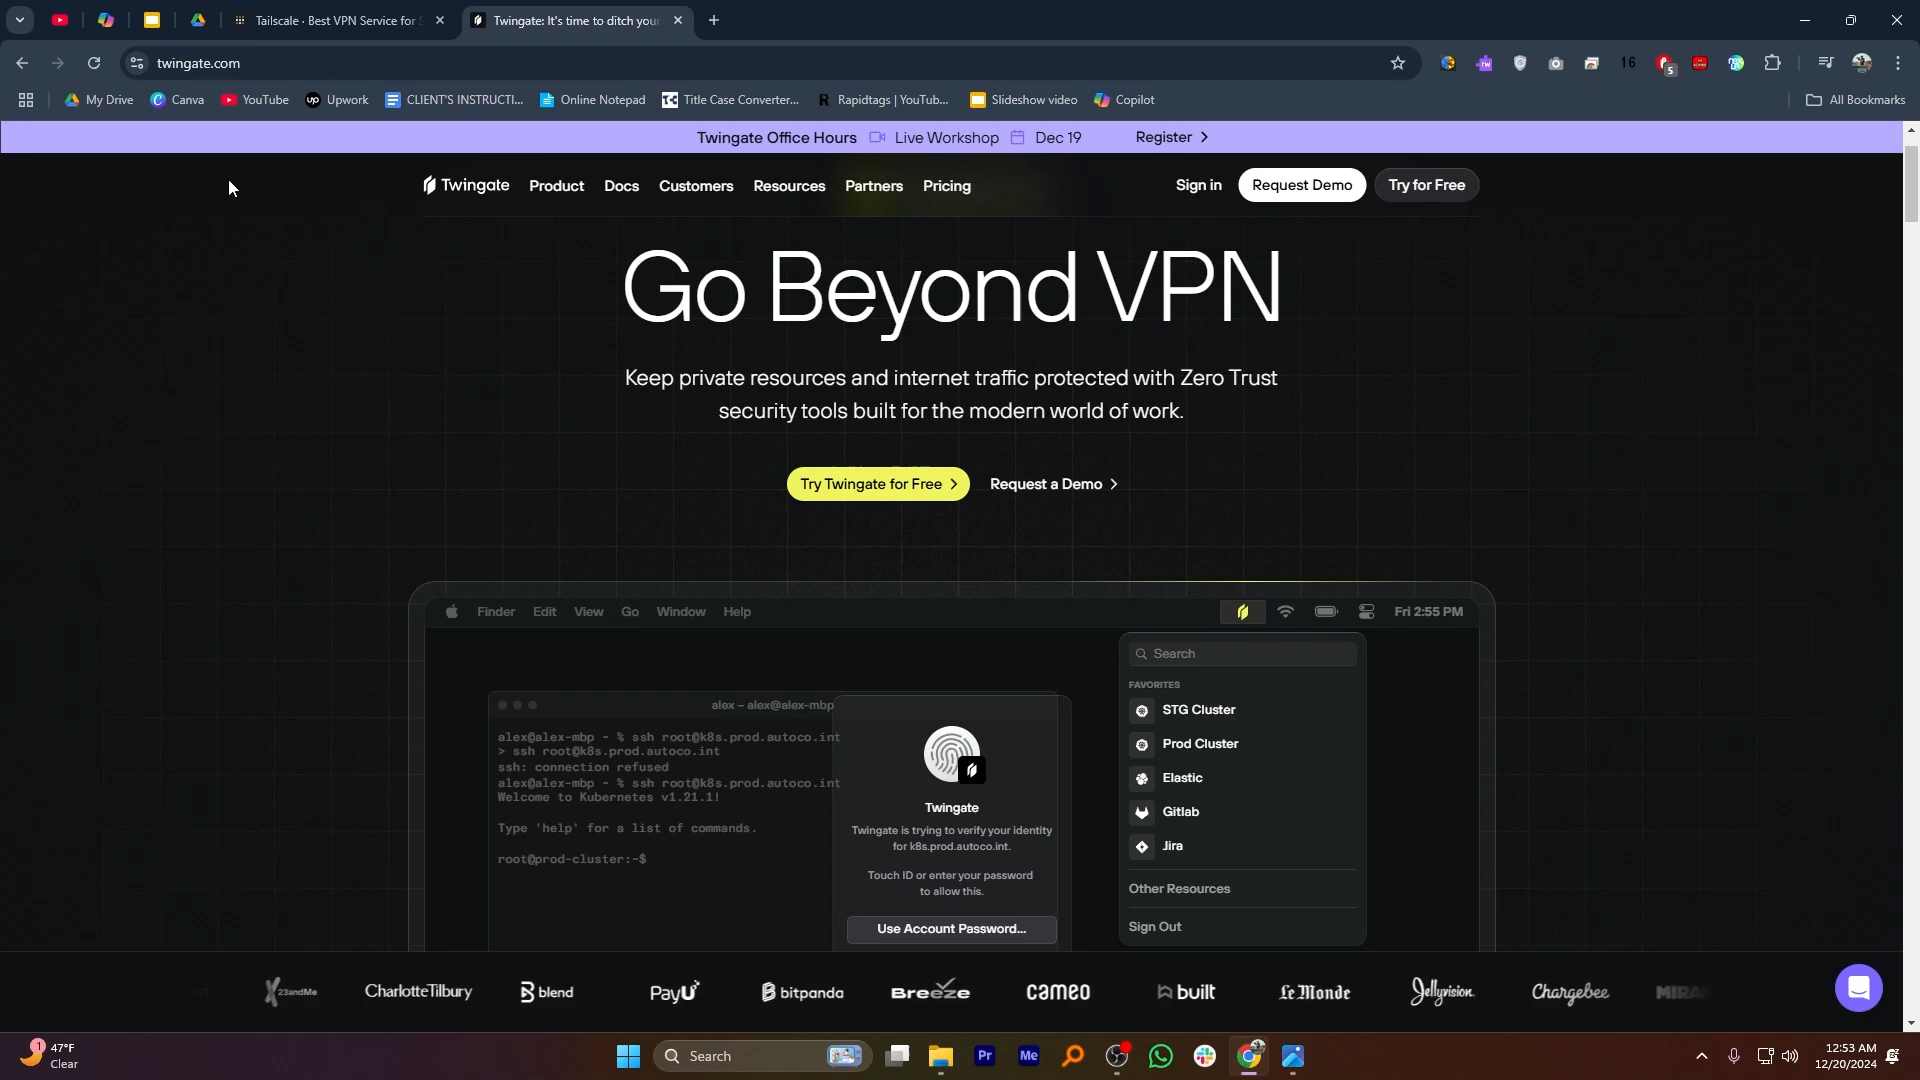 Tailscale · Best VPN Service for S
Twingate: It's time to ditch your
twingate.com
16
5
My Drive
Canva
YouTube
Upwork
CLIENT'S INSTRUCTI...
Online Notepad
Title Case Converter...
Rapidtags | YouTub...
Slideshow video
Copilot
All Bookmarks
Twingate Office Hours Live Workshop Dec 19 Register
Twingate
Product
Docs
Customers
Resources
Partners
Pricing
Sign in
Request Demo
Try for Free
Go Beyond VPN
Keep private resources and internet traffic protected with Zero Trust
security tools built for the modern world of work.
Try Twingate for Free
Request a Demo
Finder Edit View Go Window Help
Fri 2:55 PM
Search
FAVORITES
STG Cluster
Prod Cluster
Elastic
Gitlab
Jira
Other Resources
Sign Out
alex – alex@alex-mbp
alex@alex-mbp - % ssh root@k8s.prod.autoco.int
> ssh root@k8s.prod.autoco.int
ssh: connection refused
alex@alex-mbp - % ssh root@k8s.prod.autoco.int
Welcome to Kubernetes v1.21.1!
Type 'help' for a list of commands.
root@prod-cluster:~$
Twingate
Twingate is trying to verify your identity
for k8s.prod.autoco.int.
Touch ID or enter your password
to allow this.
Use Account Password...
23andMe
Charlotte Tilbury
blend
PayU
bitpanda
Breeze
CAMEO
built
Le Monde
Jellyvision
Chargebee
1
47°F
Clear
Search
Pr
Me
12:53 AM
12/20/2024